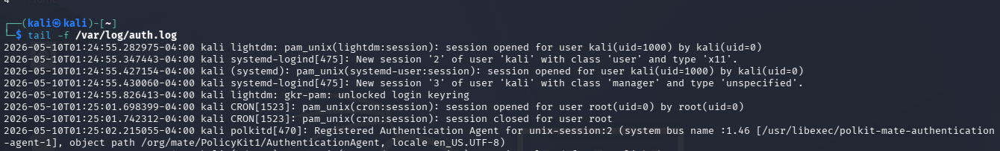 ┌──(kali㉿kali)-[~]
└─$ tail -f /var/log/auth.log
2026-05-10T01:24:55.282975-04:00 kali lightdm: pam_unix(lightdm:session): session opened for user kali(uid=1000) by kali(uid=0)
2026-05-10T01:24:55.347443-04:00 kali systemd-logind[475]: New session '2' of user 'kali' with class 'user' and type 'x11'.
2026-05-10T01:24:55.427154-04:00 kali (systemd): pam_unix(systemd-user:session): session opened for user kali(uid=1000) by kali(uid=0)
2026-05-10T01:24:55.430060-04:00 kali systemd-logind[475]: New session '3' of user 'kali' with class 'manager' and type 'unspecified'.
2026-05-10T01:24:55.826413-04:00 kali lightdm: gkr-pam: unlocked login keyring
2026-05-10T01:25:01.698399-04:00 kali CRON[1523]: pam_unix(cron:session): session opened for user root(uid=0) by root(uid=0)
2026-05-10T01:25:01.742312-04:00 kali CRON[1523]: pam_unix(cron:session): session closed for user root
2026-05-10T01:25:02.215055-04:00 kali polkitd[470]: Registered Authentication Agent for unix-session:2 (system bus name :1.46 [/usr/libexec/polkit-mate-authentication
-agent-1], object path /org/mate/PolicyKit1/AuthenticationAgent, locale en_US.UTF-8)